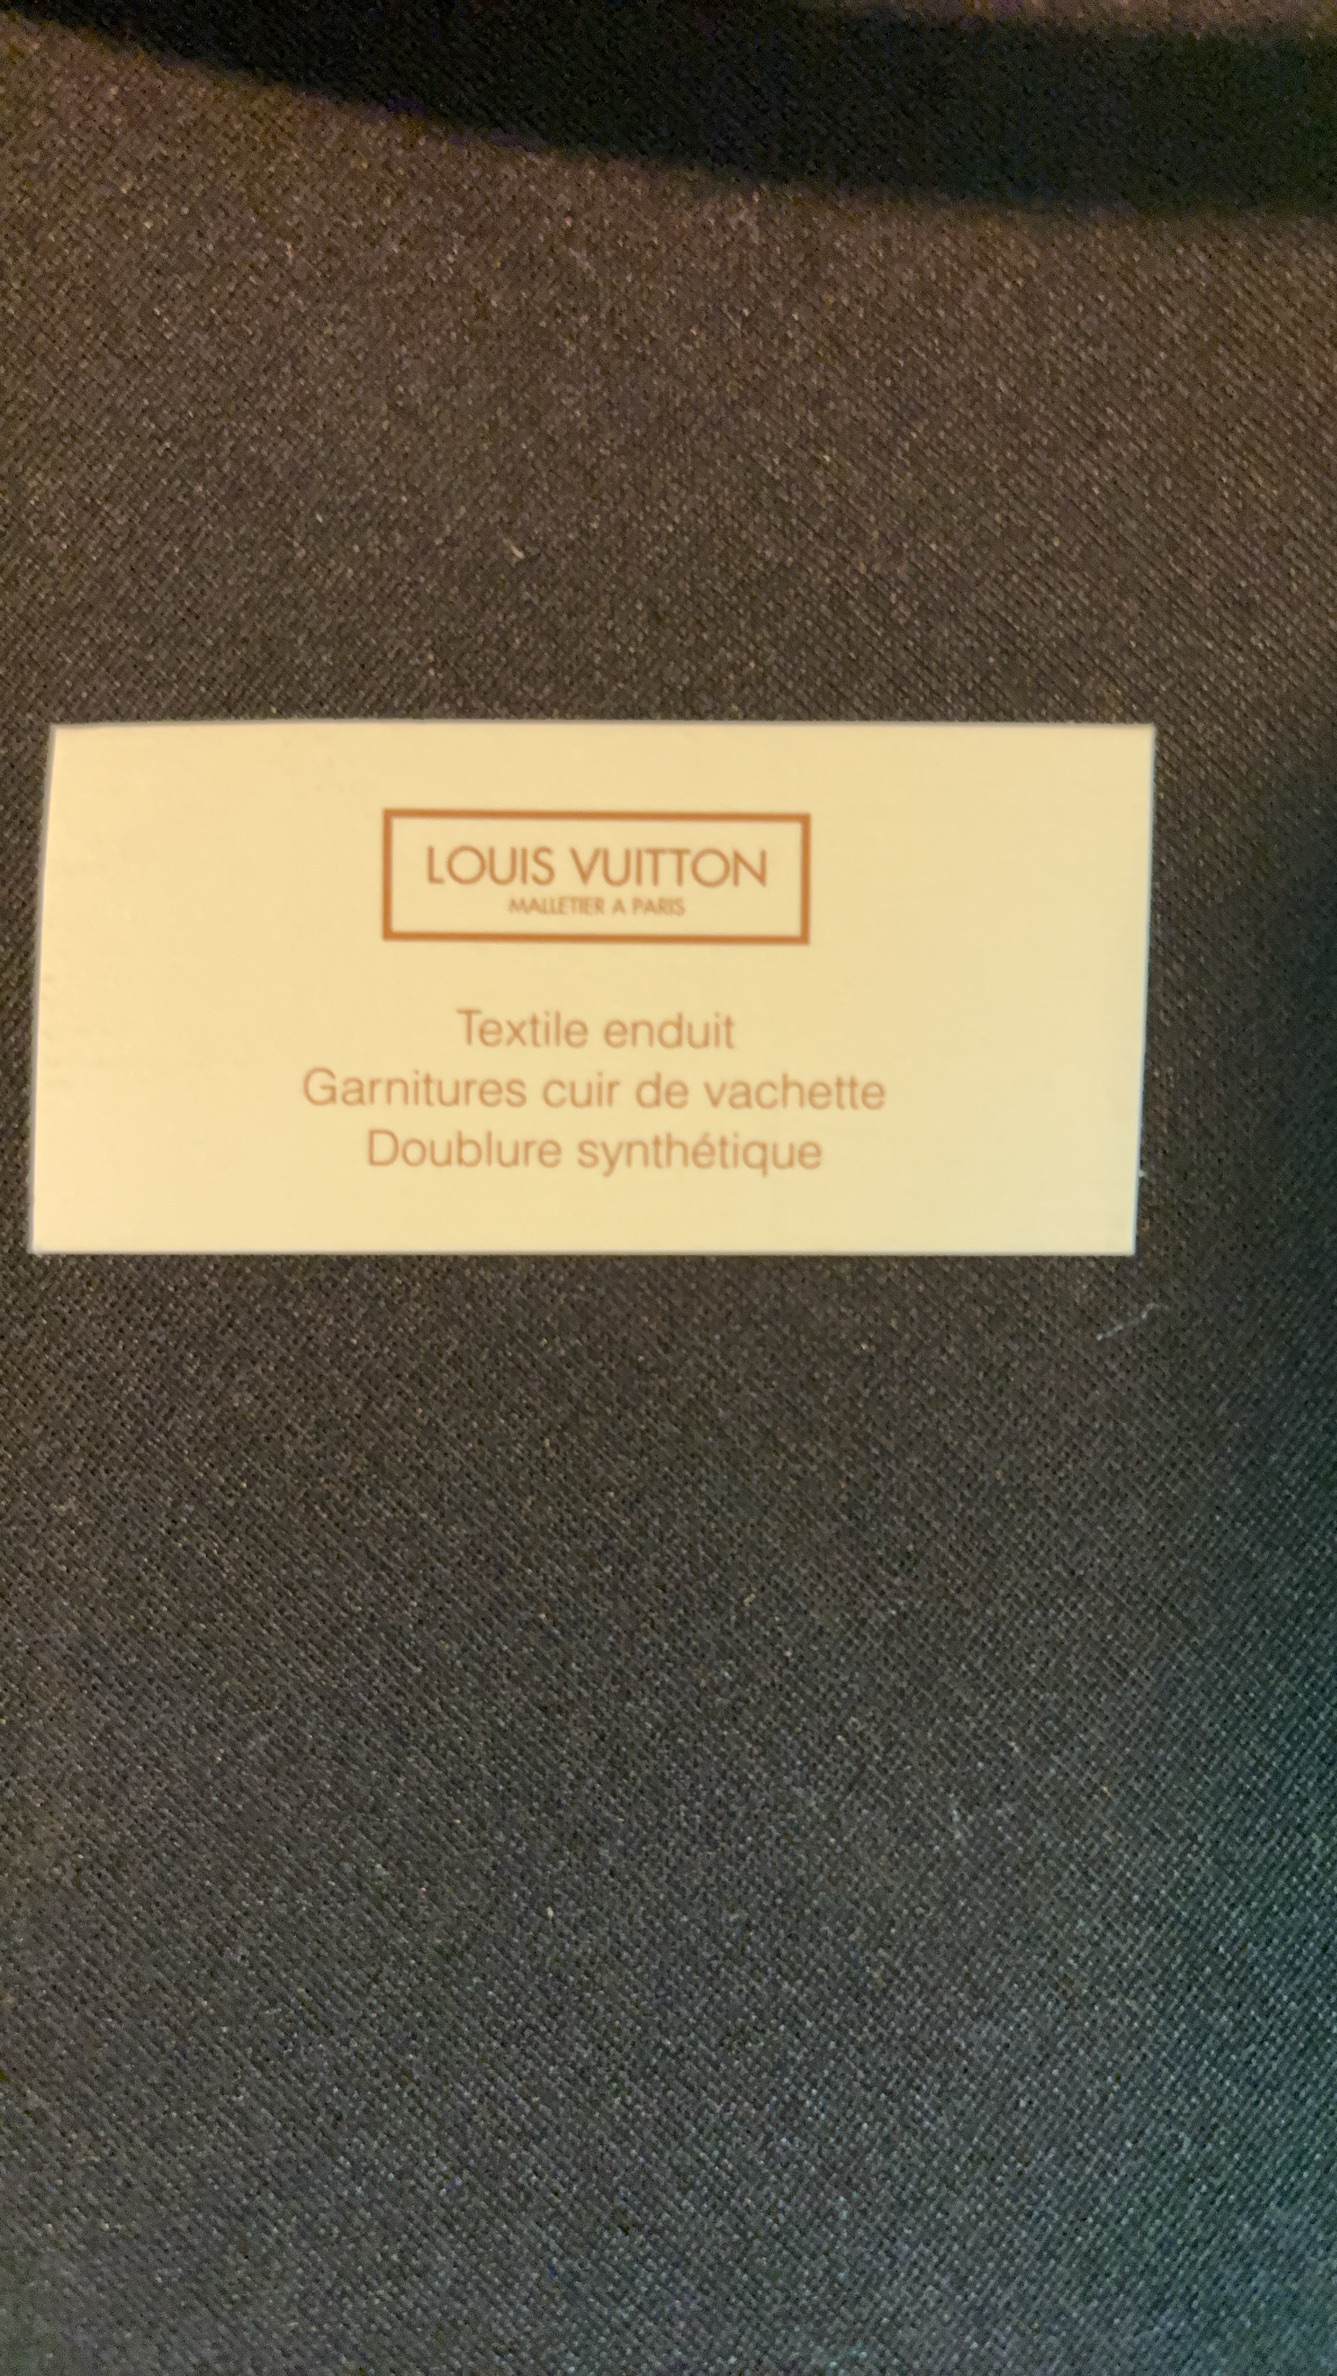 LOUIS VUITTON
MALLETIER A PARIS
Textile enduit
Garnitures cuir de vachette
Doublure synthétique